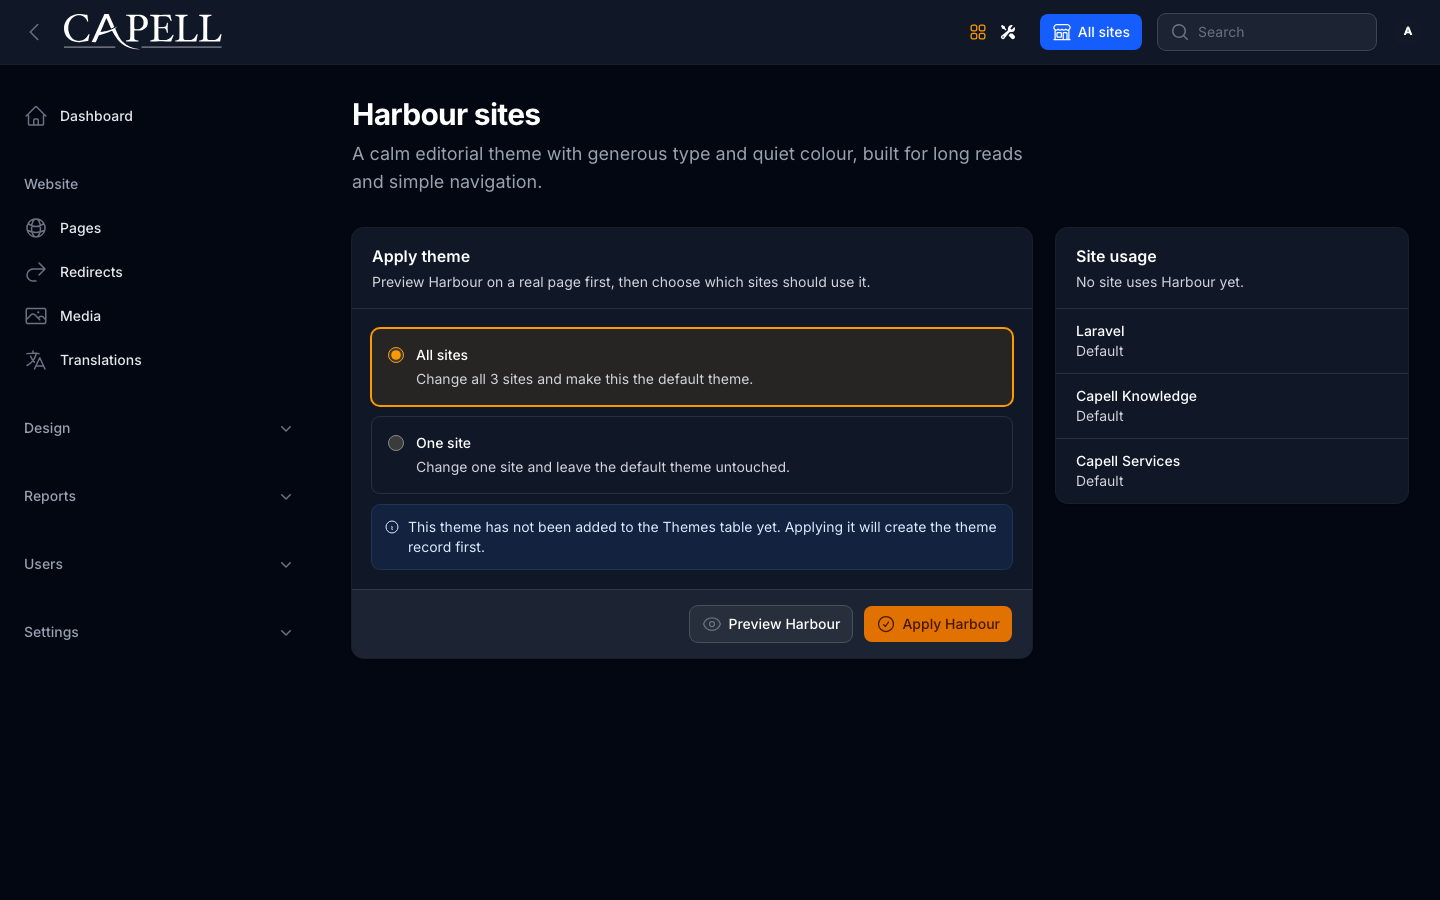 CAPELL
All sites
Search
A
Dashboard
Website
Pages
Redirects
Media
Translations
Design
Reports
Users
Settings
Harbour sites
A calm editorial theme with generous type and quiet colour, built for long reads
and simple navigation.
Apply theme
Preview Harbour on a real page first, then choose which sites should use it.
All sites
Change all 3 sites and make this the default theme.
One site
Change one site and leave the default theme untouched.
This theme has not been added to the Themes table yet. Applying it will create the theme
record first.
Preview Harbour
Apply Harbour
Site usage
No site uses Harbour yet.
Laravel
Default
Capell Knowledge
Default
Capell Services
Default